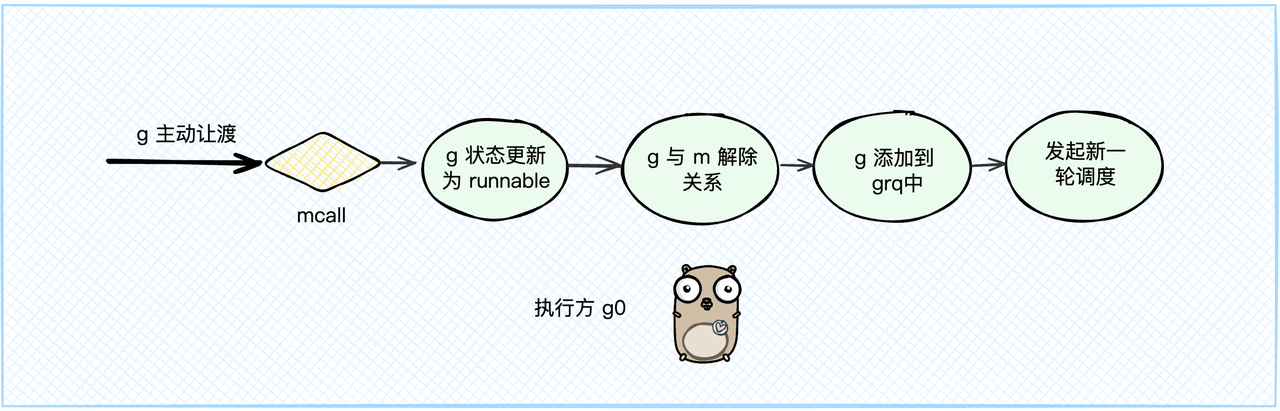 g 主动让渡
mcall
g 状态更新
为 runnable
g 与 m 解除
关系
g 添加到
grq中
发起新一
轮调度
执行方 g0